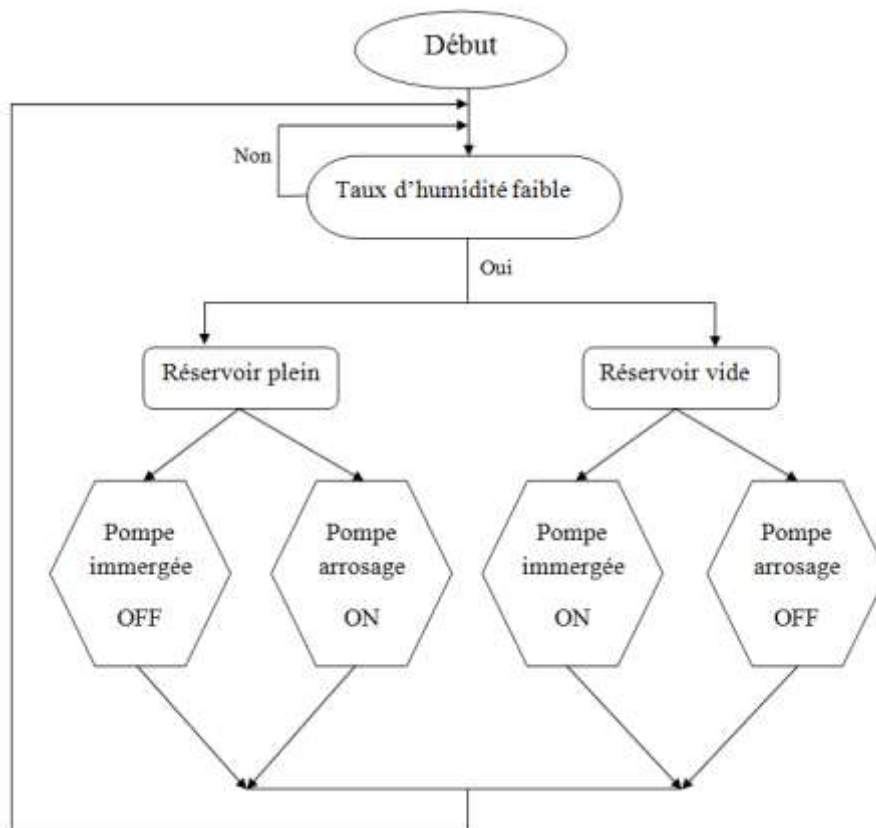 Début
Non
Taux d'humidité faible
Oui
Réservoir plein
Réservoir vide
Pompe
immergée
OFF
Pompe
arrosage
ON
Pompe
immergée
ON
Pompe
arrosage
OFF